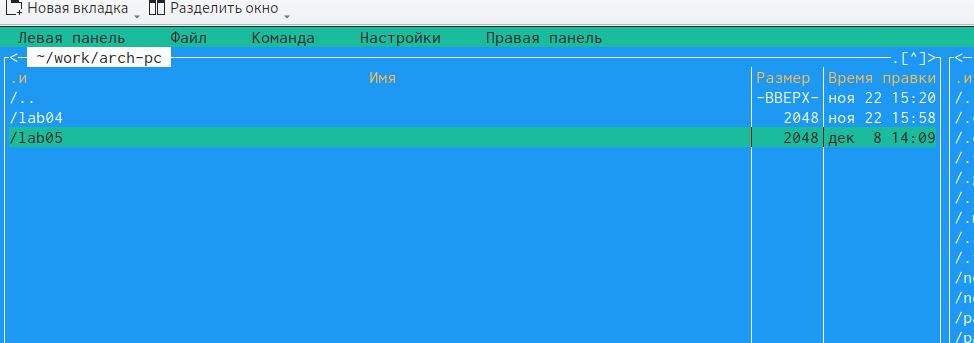 Новая вкладка Разделить окно
Левая панель Файл Команда Настройки Правая панель
<— ~/work/arch-pc .[^]> <—
.и Имя Размер Время правки .и
/.. -ВВЕРХ- ноя 22 15:20 /.
/lab04 2048 ноя 22 15:58 /.
/lab05 2048 дек 8 14:09 /.
/.
/.
/.
/.
/.
/.
/
/
/
/